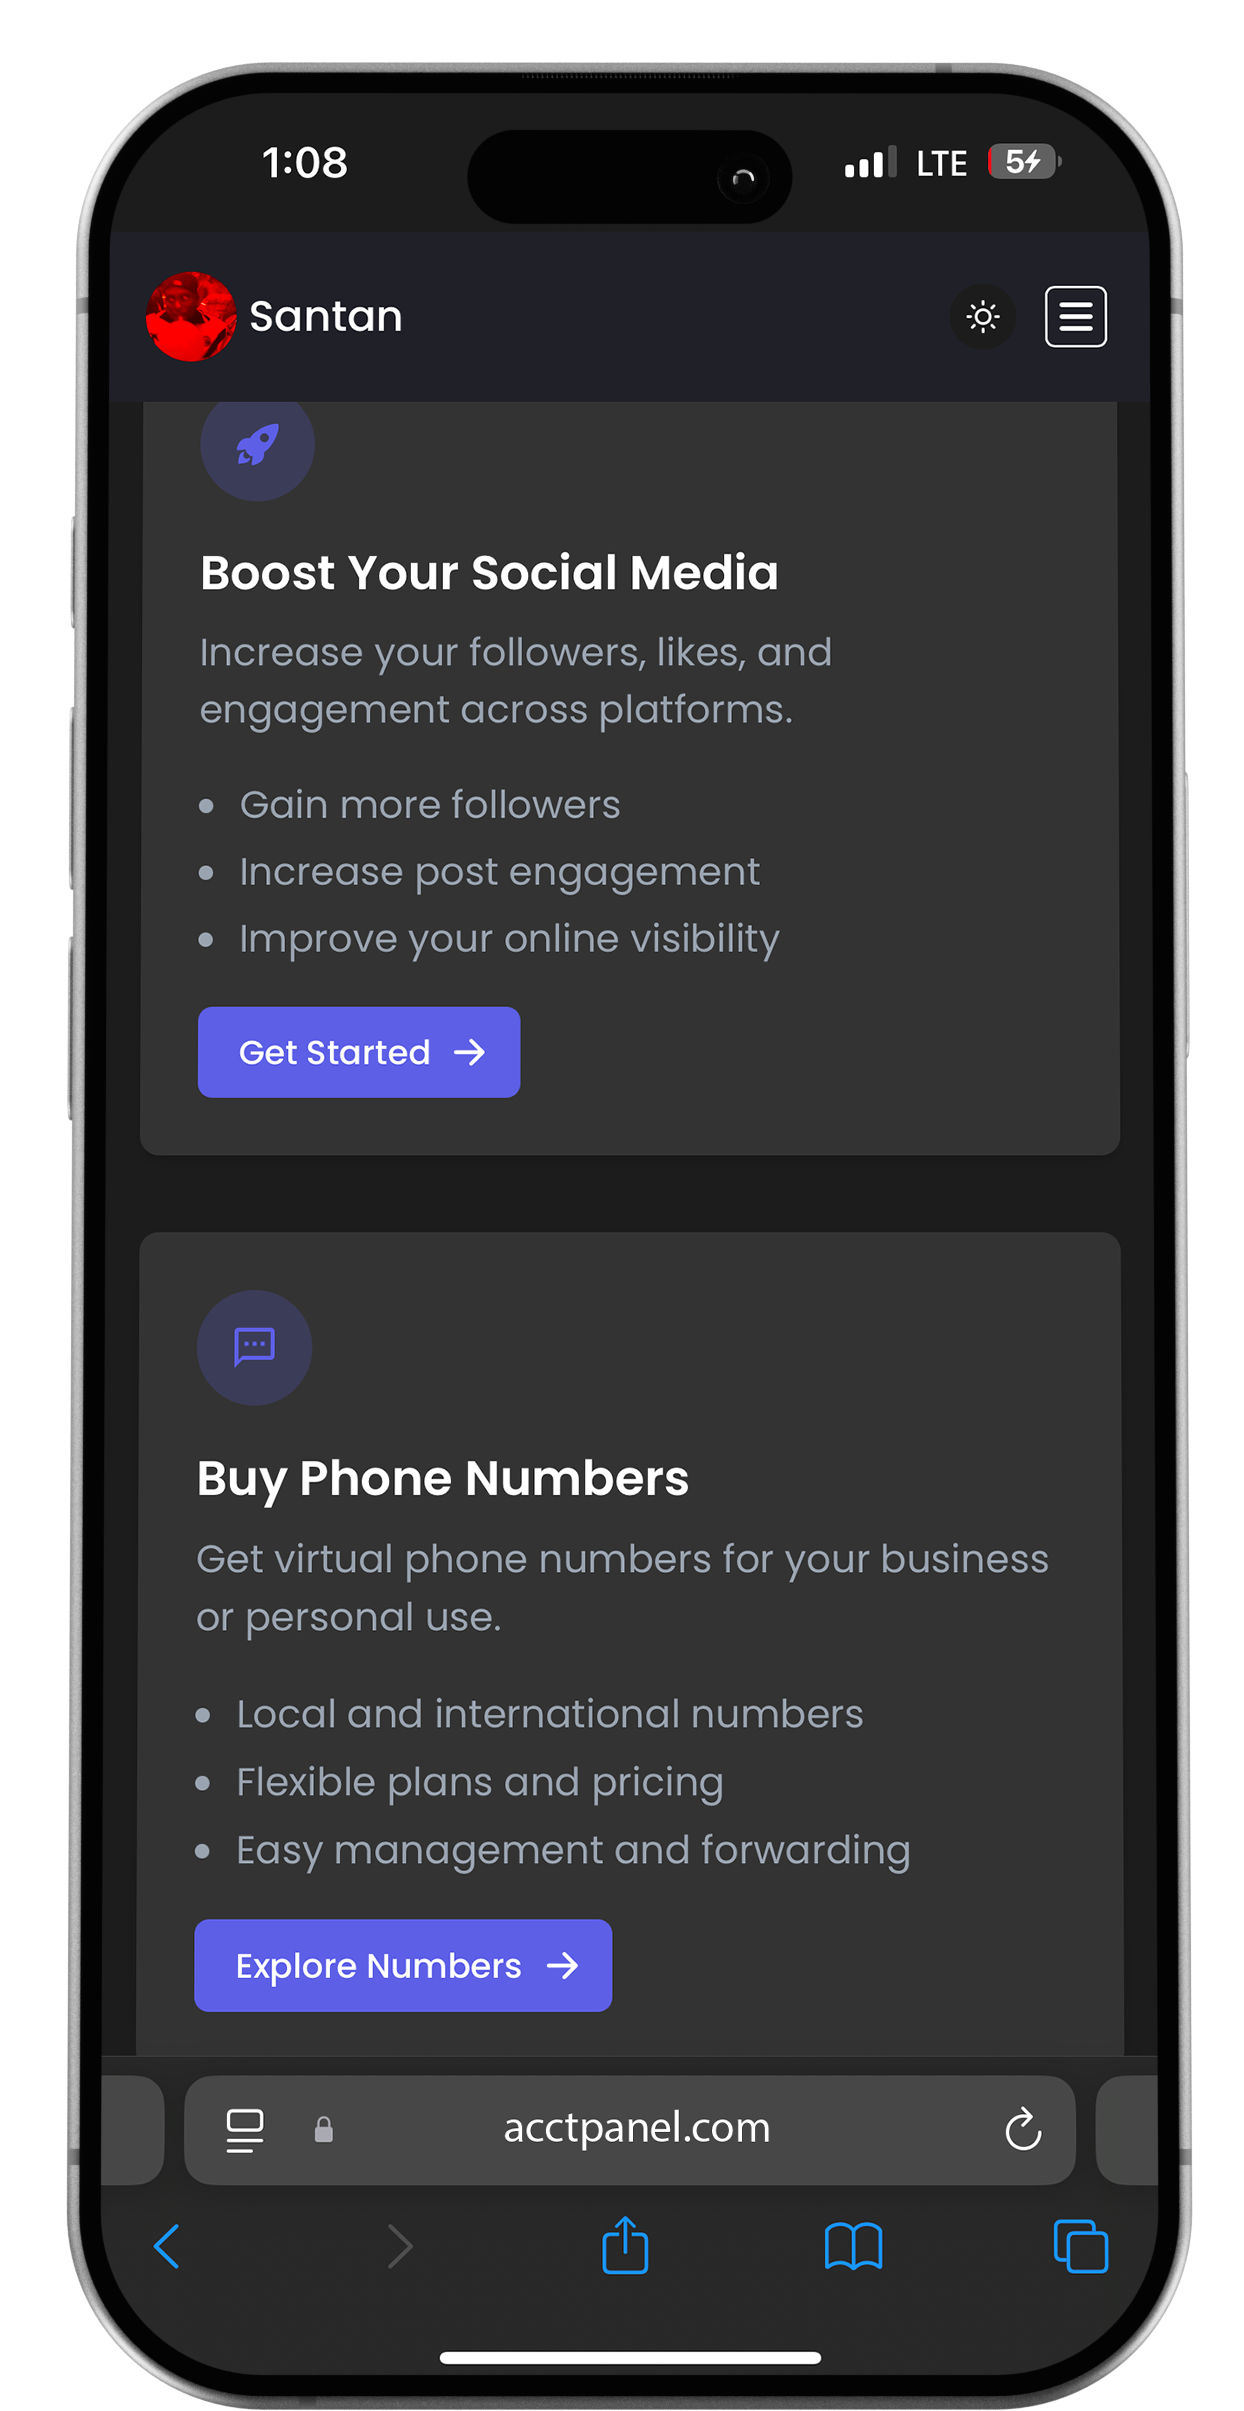 1:08
LTE
5
Santan
Boost Your Social Media
Increase your followers, likes, and
engagement across platforms.
Gain more followers
Increase post engagement
Improve your online visibility
Get Started
Buy Phone Numbers
Get virtual phone numbers for your business
or personal use.
Local and international numbers
Flexible plans and pricing
Easy management and forwarding
Explore Numbers
acctpanel.com